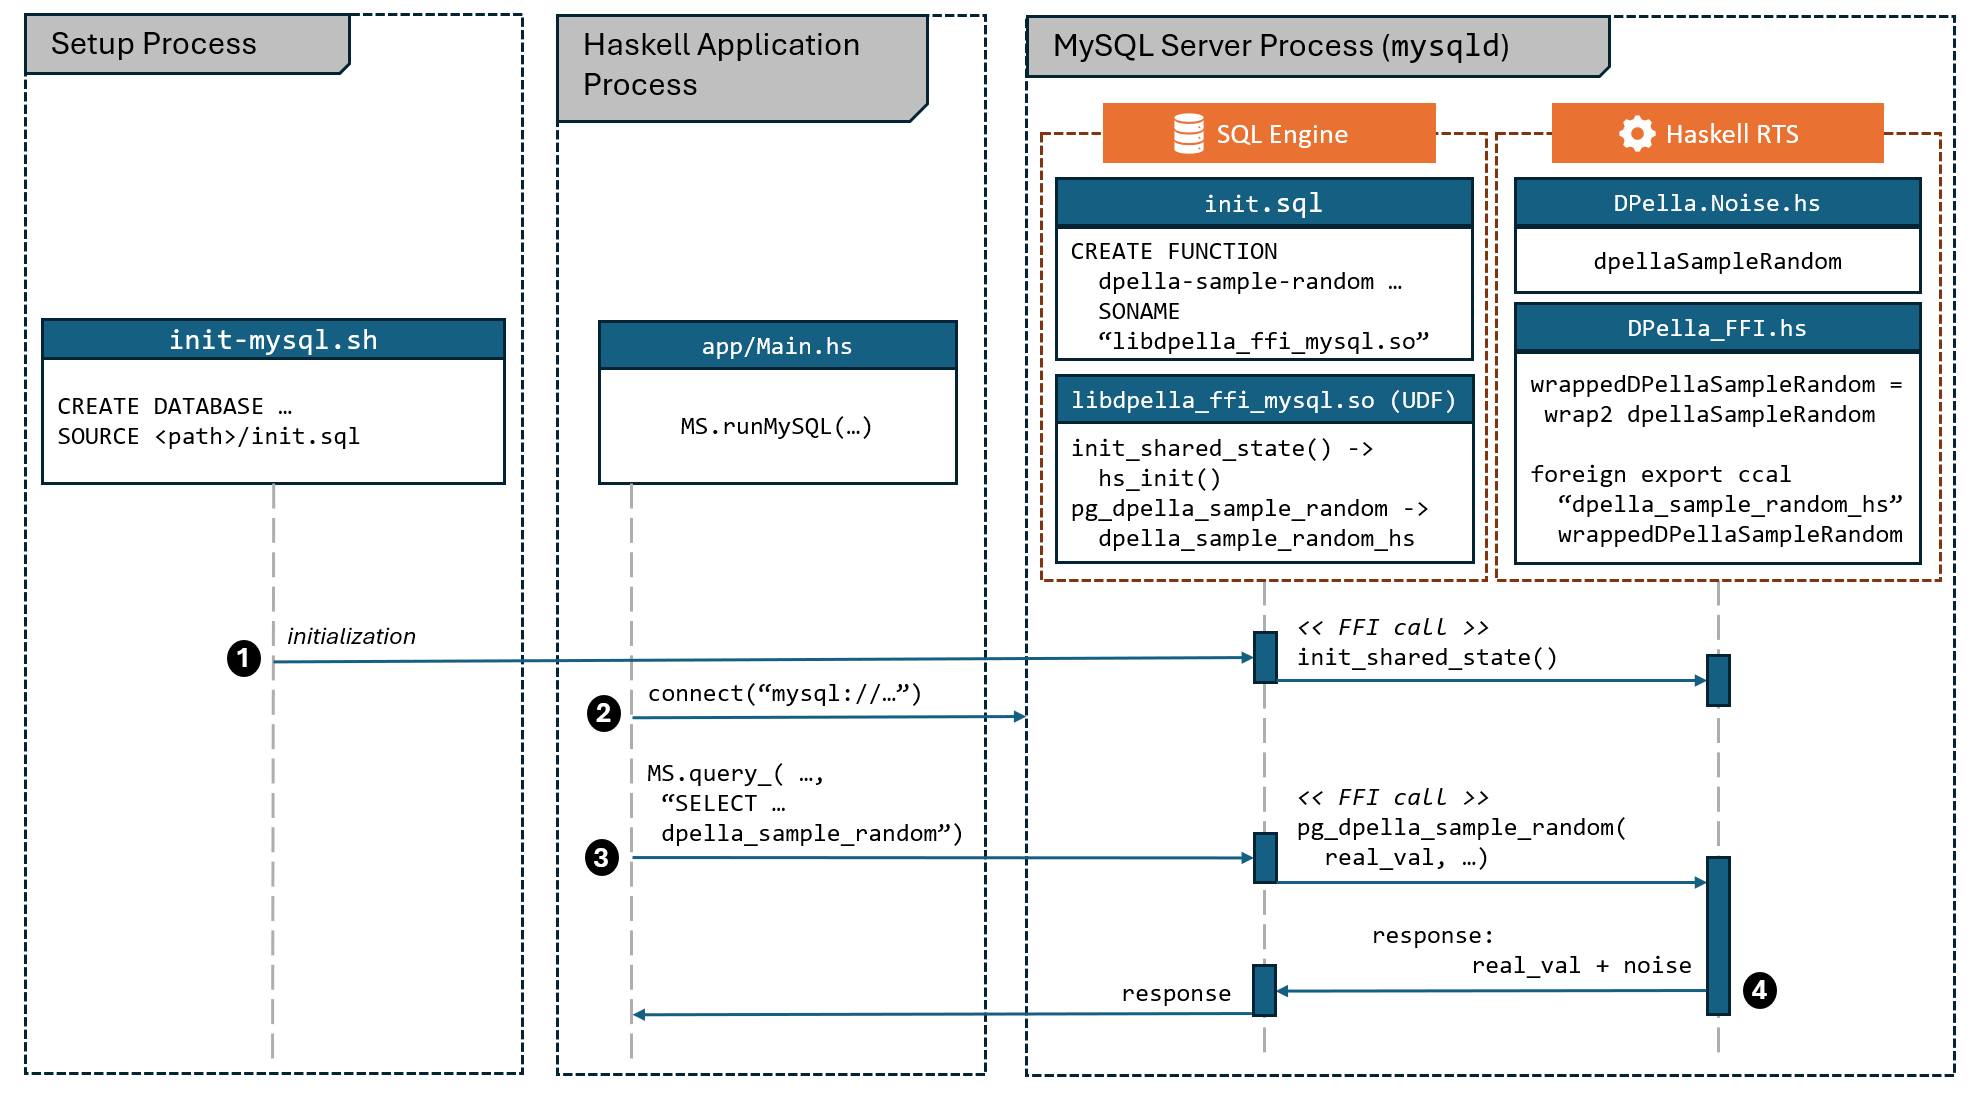 Setup Process
init-mysql.sh
CREATE DATABASE …
SOURCE <path>/init.sql
Haskell Application
Process
app/Main.hs
MS.runMySQL(…)
MySQL Server Process (mysqld)
SQL Engine
init.sql
CREATE FUNCTION
dpella-sample-random …
SONAME
“libdpella_ffi_mysql.so”
libdpella_ffi_mysql.so (UDF)
init_shared_state() ->
hs_init()
pg_dpella_sample_random ->
dpella_sample_random_hs
Haskell RTS
DPella.Noise.hs
dpellaSampleRandom
DPella_FFI.hs
wrappedDPellaSampleRandom =
wrap2 dpellaSampleRandom
foreign export ccal
“dpella_sample_random_hs”
wrappedDPellaSampleRandom
1
initialization
<< FFI call >>
init_shared_state()
2
connect(“mysql://…”)
3
MS.query_( …,
“SELECT …
dpella_sample_random”)
<< FFI call >>
pg_dpella_sample_random(
real_val, …)
response:
real_val + noise
4
response